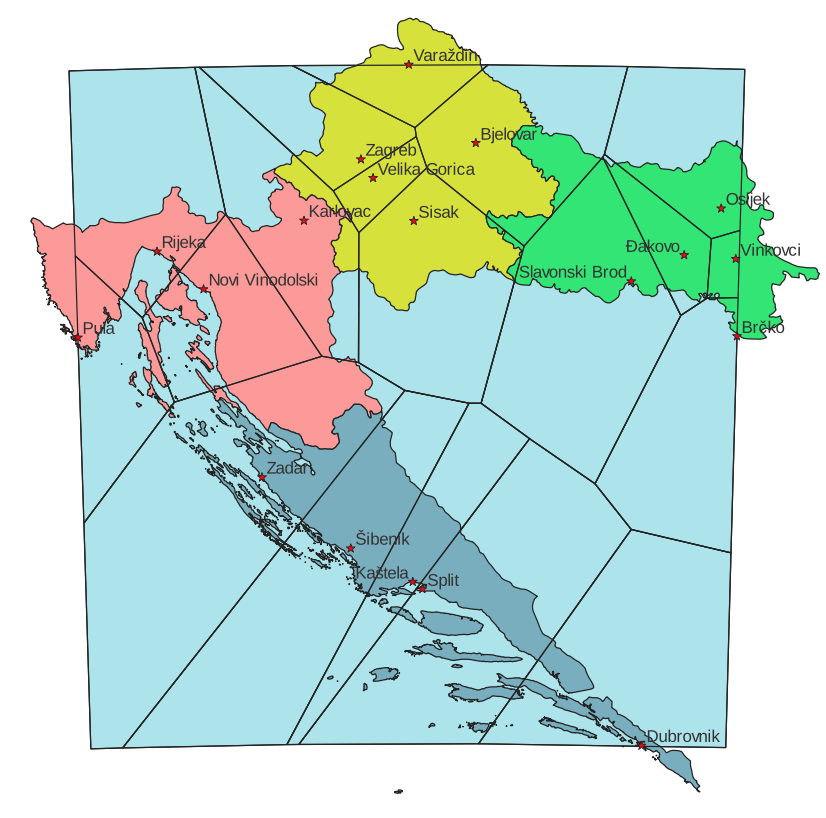 Varaždin
Bjelovar
Zagreb
Velika Gorica
Osijek
Karlovac
Sisak
Rijeka
Đakovo
Vinkovci
Novi Vinodolski
Slavonski Brod
Pula
Brčko
Zadar
Šibenik
Kaštela
Split
Dubrovnik